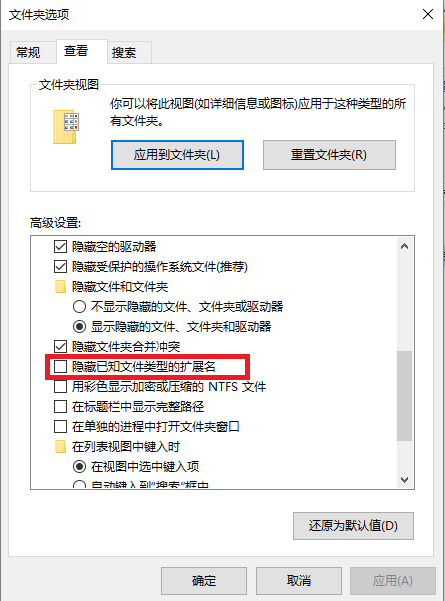 文件夹选项
常规
查看
搜索
文件夹视图
你可以将此视图(如详细信息或图标)应用于这种类型的所
有文件夹。
应用到文件夹(L)
重置文件夹(R)
高级设置:
隐藏空的驱动器
隐藏受保护的操作系统文件(推荐)
隐藏文件和文件夹
不显示隐藏的文件、文件夹或驱动器
显示隐藏的文件、文件夹和驱动器
隐藏文件夹合并冲突
隐藏已知文件类型的扩展名
用彩色显示加密或压缩的 NTFS 文件
在标题栏中显示完整路径
在单独的进程中打开文件夹窗口
在列表视图中键入时
在视图中选中键入项
自动键入到“搜索”框中
还原为默认值(D)
确定
取消
应用(A)